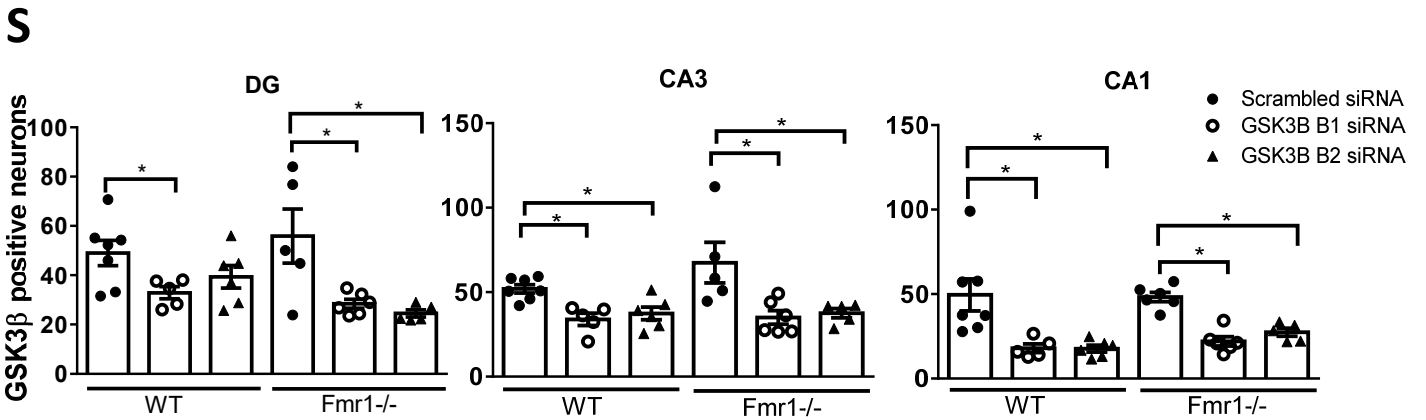 S
DG
CA3
CA1
GSK3β positive neurons
100
80
60
40
20
0
*
*
*
WT
Fmr1-/-
150
100
50
0
*
*
*
*
WT
Fmr1-/-
150
100
50
0
*
*
*
*
WT
Fmr1-/-
Scrambled siRNA
GSK3B B1 siRNA
GSK3B B2 siRNA